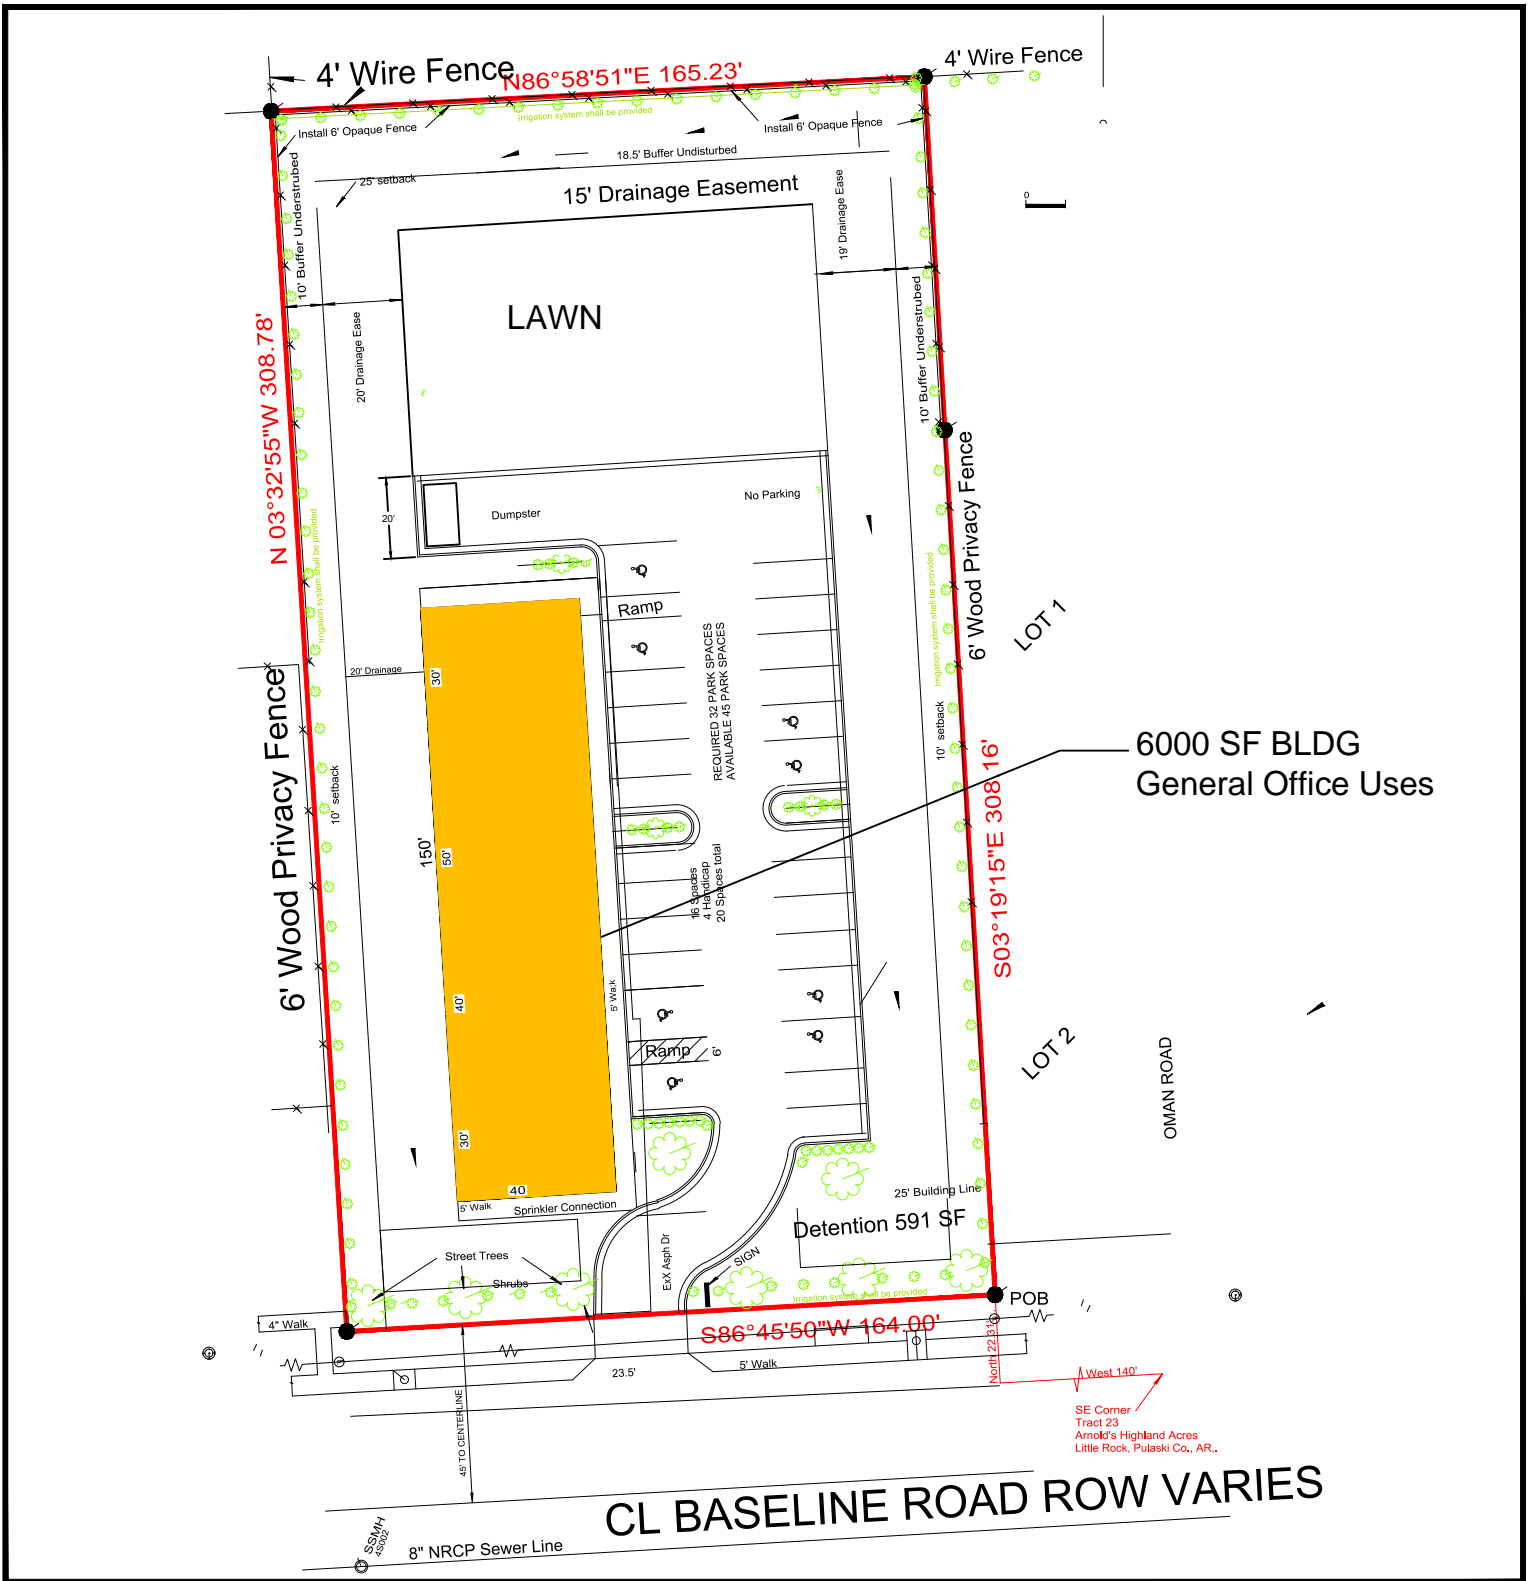 4' Wire Fence
4' Wire Fence
N86°58'51"E 165.23'
Irrigation system shall be provided
Install 6' Opaque Fence
Install 6' Opaque Fence
18.5' Buffer Undisturbed
25' setback
15' Drainage Easement
10' Buffer Understrubed
19' Drainage Ease
0
LAWN
20' Drainage Ease
10' Buffer Understrubed
N 03°32'55"W 308.78'
6' Wood Privacy Fence
No Parking
Dumpster
20'
Irrigation system shall be provided
Irrigation system shall be provided
Ramp
LOT 1
20' Drainage
30'
REQUIRED 32 PARK SPACES
AVAILABLE 45 PARK SPACES
6' Wood Privacy Fence
10' setback
10' setback
6000 SF BLDG
General Office Uses
S03°19'15"E 308.16'
150'
50'
16 Spaces
4 Handicap
20 Spaces total
40'
5' Walk
Ramp
6'
LOT 2
OMAN ROAD
30'
40
5' Walk
Sprinkler Connection
25' Building Line
Detention 591 SF
Street Trees
Shrubs
ExX Asph Dr
SIGN
Irrigation system shall be provided
POB
4" Walk
S86°45'50"W 164.00'
North 22.31'
5' Walk
23.5'
West 140'
SE Corner
Tract 23
Arnold's Highland Acres
Little Rock, Pulaski Co., AR,.
45' TO CENTERLINE
CL BASELINE ROAD ROW VARIES
SSMH
4S002
8" NRCP Sewer Line